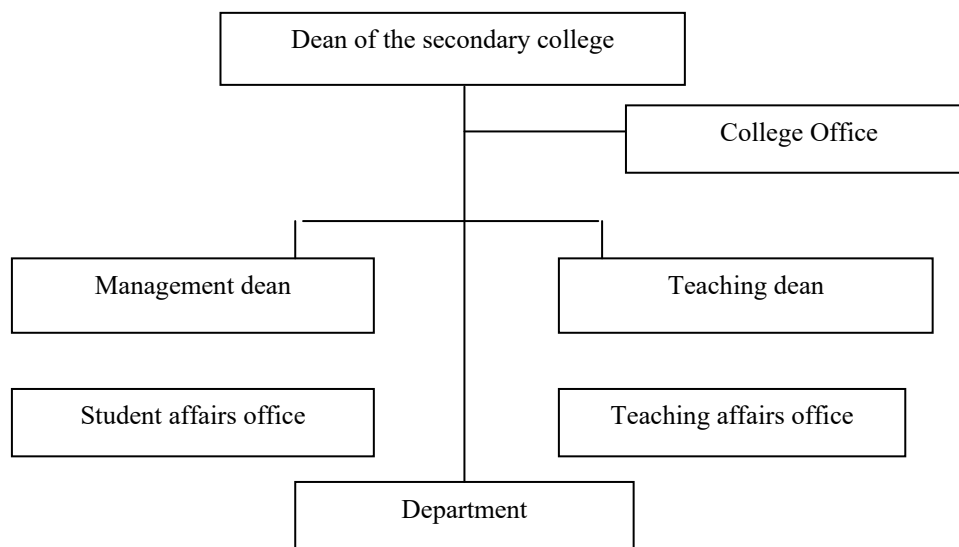 Dean of the secondary college
College Office
Management dean
Teaching dean
Student affairs office
Teaching affairs office
Department